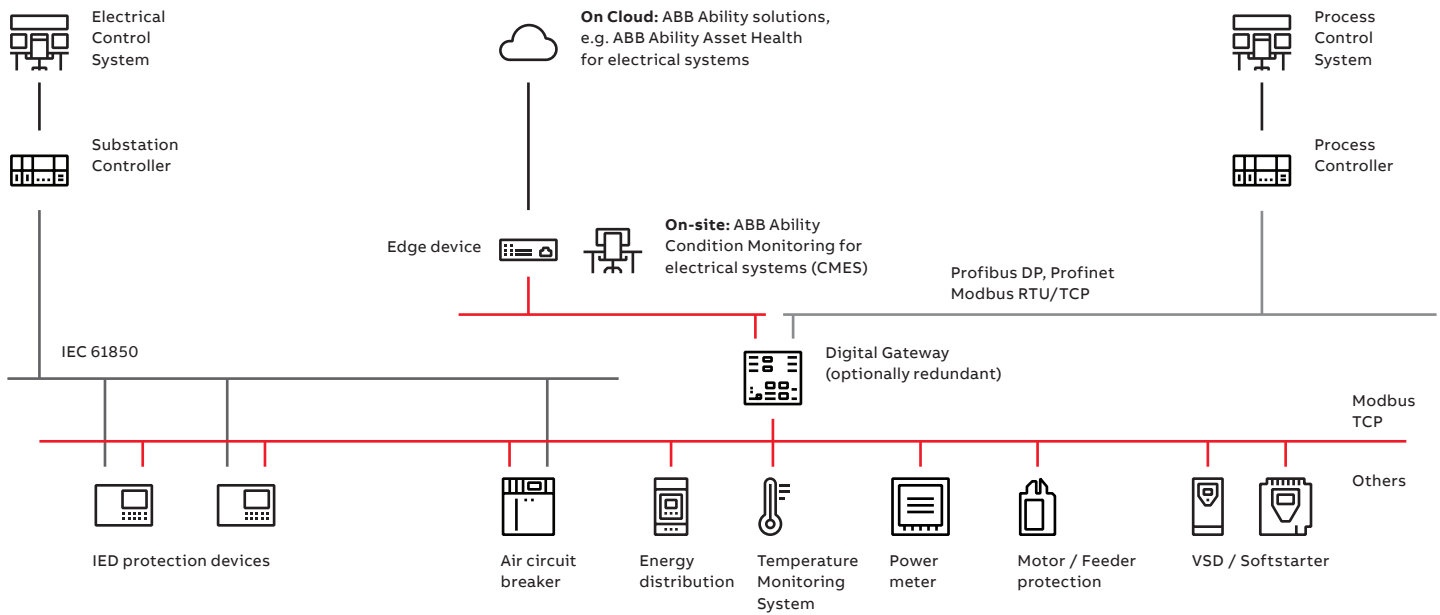 Electrical
Control
System
On Cloud: ABB Ability solutions,
e.g. ABB Ability Asset Health
for electrical systems
Process
Control
System
Substation
Controller
Process
Controller
Edge device
On-site: ABB Ability
Condition Monitoring for
electrical systems (CMES)
Profibus DP, Profinet
Modbus RTU/TCP
IEC 61850
Digital Gateway
(optionally redundant)
Modbus
TCP
Others
IED protection devices
Air circuit
breaker
Energy
distribution
Temperature
Monitoring
System
Power
meter
Motor / Feeder
protection
VSD / Softstarter